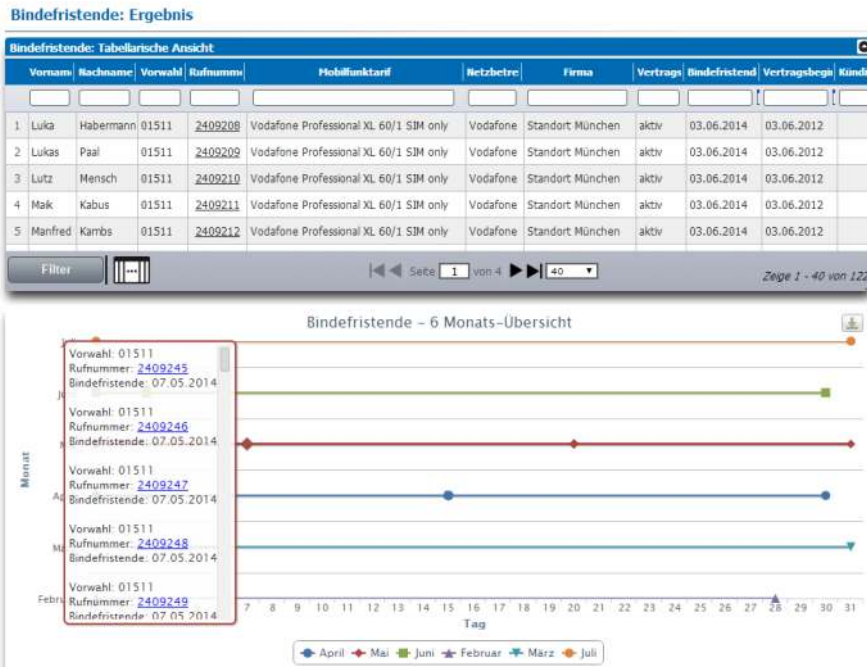 Bindefristende: Ergebnis
Bindefristende: Tabellarische Ansicht
Vornam Nachname Vorwahl Rufnumm Mobilfunktarif Netzbetre Firma Vertrags Bindefristend Vertragsbegi Kündi
1 Luka Habermann 01511 2409208 Vodafone Professional XL 60/1 SIM only Vodafone Standort München aktiv 03.06.2014 03.06.2012
2 Lukas Paal 01511 2409209 Vodafone Professional XL 60/1 SIM only Vodafone Standort München aktiv 03.06.2014 03.06.2012
3 Lutz Mensch 01511 2409210 Vodafone Professional XL 60/1 SIM only Vodafone Standort München aktiv 03.06.2014 03.06.2012
4 Maik Kabus 01511 2409211 Vodafone Professional XL 60/1 SIM only Vodafone Standort München aktiv 03.06.2014 03.06.2012
5 Manfred Kambs 01511 2409212 Vodafone Professional XL 60/1 SIM only Vodafone Standort München aktiv 03.06.2014 03.06.2012
Filter Seite 1 von 4 40 Zeige 1 - 40 von 122
Bindefristende - 6 Monats-Übersicht
Vorwahl: 01511
Rufnummer: 2409245
Bindefristende: 07.05.2014
Vorwahl: 01511
Rufnummer: 2409246
Bindefristende: 07.05.2014
Vorwahl: 01511
Rufnummer: 2409247
Bindefristende: 07.05.2014
Vorwahl: 01511
Rufnummer: 2409248
Bindefristende: 07.05.2014
Vorwahl: 01511
Rufnummer: 2409249
Bindefristende: 07.05.2014
Monat
7 8 9 10 11 12 13 14 15 16 17 18 19 20 21 22 23 24 25 26 27 28 29 30 31
Tag
April Mai Juni Februar März Juli